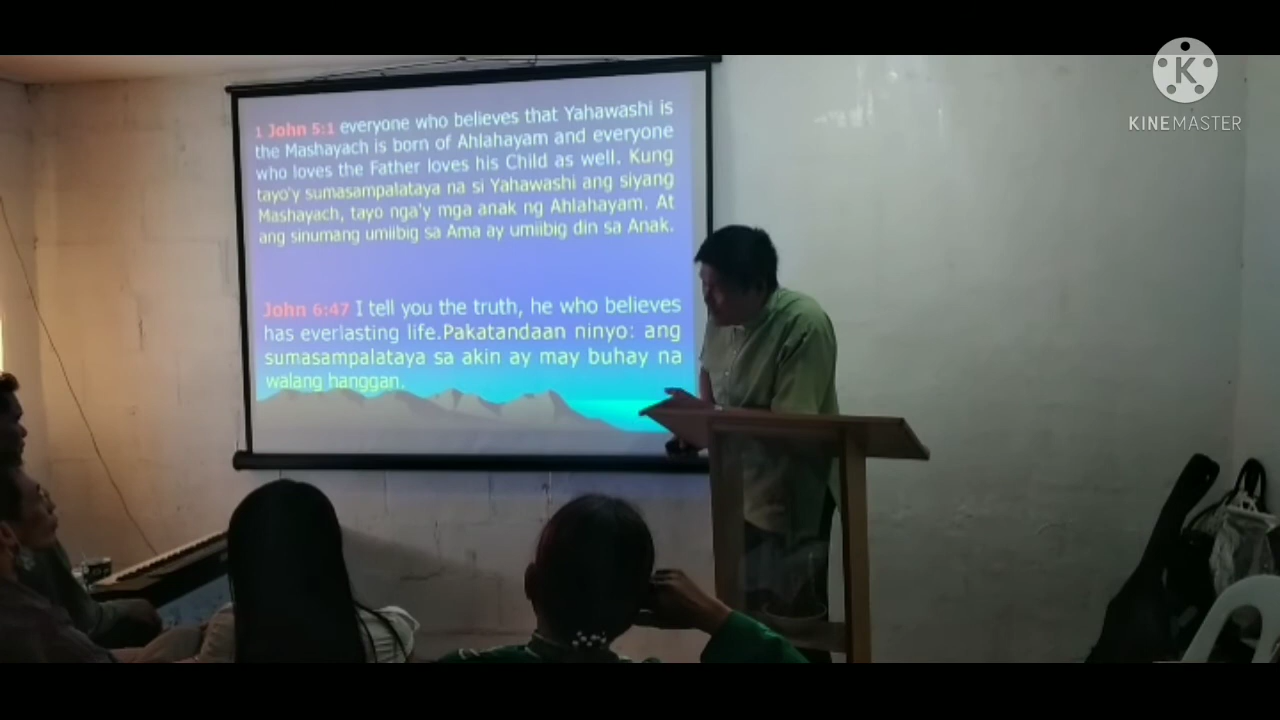 KINEMASTER
1 John 5:1 everyone who believes that Yahawashi is
the Mashayach is born of Ahlahayam and everyone
who loves the Father loves his Child as well. Kung
tayo'y sumasampalataya na si Yahawashi ang siyang
Mashayach, tayo nga'y mga anak ng Ahlahayam. At
ang sinumang umiibig sa Ama ay umiibig din sa Anak.
John 6:47 I tell you the truth, he who believes
has everlasting life.Pakatandaan ninyo: ang
sumasampalataya sa akin ay may buhay na
walang hanggan.